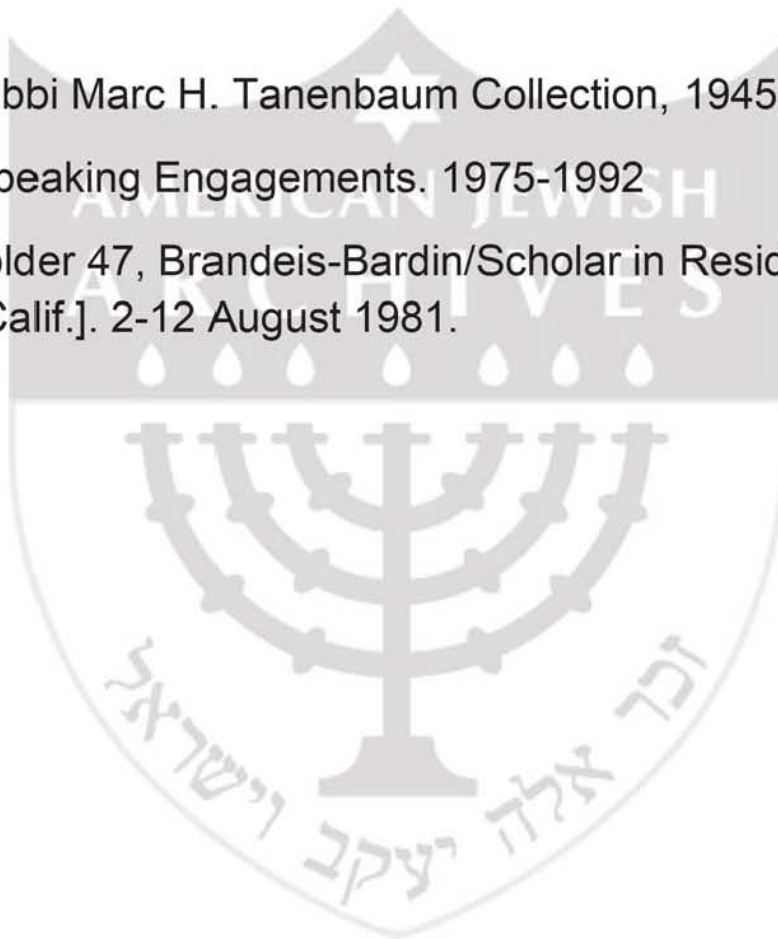 bbi Marc H. Tanenbaum Collection, 1945
peaking Engagements. 1975-1992
AMERICAN JEWISH
lder 47, Brandeis-Bardin/Scholar in Resid
ARCHIVES
Calif.]. 2-12 August 1981.
זכר אלה יעקב וישראל